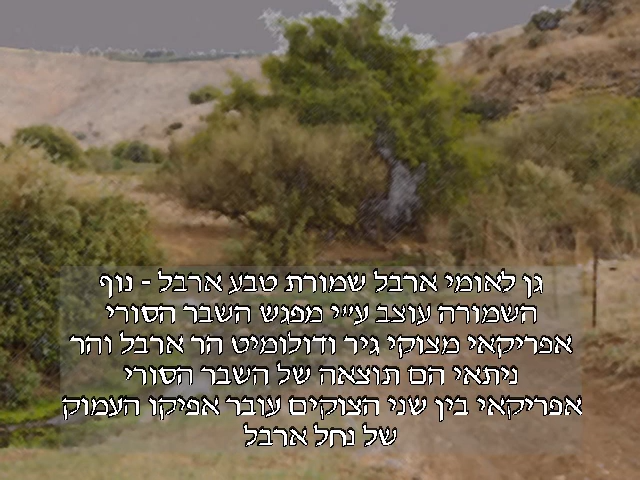 גן לאומי ארבל שמורת טבע ארבל - נוף
השמורה עוצב ע״י מפגש השבר הסורי
אפריקאי מצוקי גיר ודולומיט הר ארבל והר
ניתאי הם תוצאה של השבר הסורי
אפריקאי בין שני הצוקים עובר אפיקו העמוק
של נחל ארבל